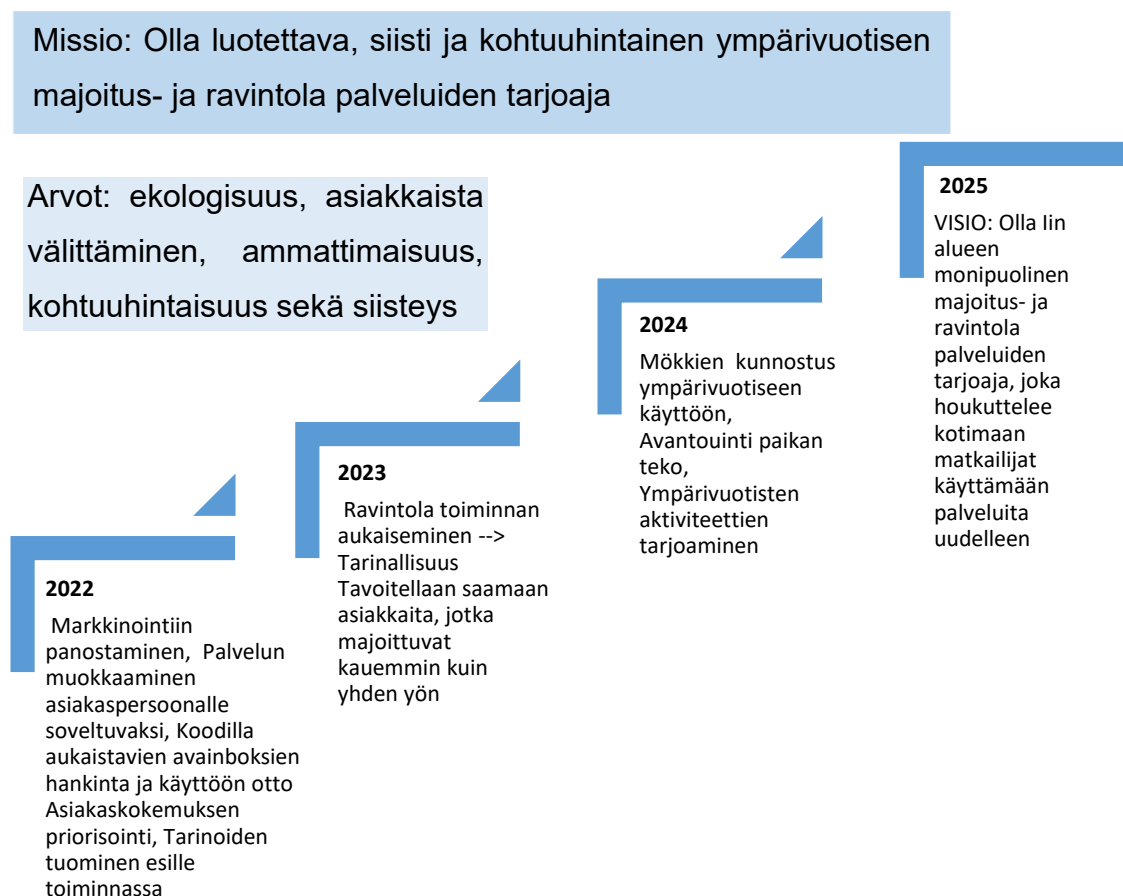 Missio: Olla luotettava, siisti ja kohtuuhintainen ympärivuotisen
majoitus- ja ravintola palveluiden tarjoaja
Arvot: ekologisuus, asiakkaista
välittäminen, ammattimaisuus,
kohtuuhintaisuus sekä siisteys
2022
Markkinointiin
panostaminen, Palvelun
muokkaaminen
asiakaspersoonalle
soveltuvaksi, Koodilla
aukaistavien avainboksien
hankinta ja käyttöön otto
Asiakaskokemuksen
priorisointi, Tarinoiden
tuominen esille
toiminnassa
2023
Ravintola toiminnan
aukaiseminen -->
Tarinallisuus
Tavoitellaan saamaan
asiakkaita, jotka
majoittuvat
kauemmin kuin
yhden yön
2024
Mökkien kunnostus
ympärivuotiseen
käyttöön,
Avantouinti paikan
teko,
Ympärivuotisten
aktiviteettien
tarjoaminen
2025
VISIO: Olla Iin
alueen
monipuolinen
majoitus- ja
ravintola
palveluiden
tarjoaja, joka
houkuttelee
kotimaan
matkailijat
käyttämään
palveluita
uudelleen